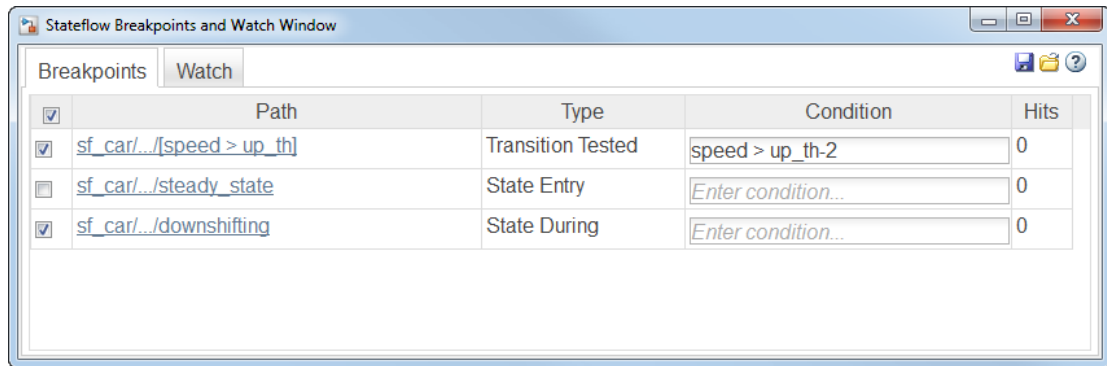 Stateflow Breakpoints and Watch Window
Breakpoints Watch
Path Type Condition Hits
sf_car/.../[speed > up_th] Transition Tested speed > up_th-2 0
sf_car/.../steady_state State Entry Enter condition... 0
sf_car/.../downshifting State During Enter condition... 0